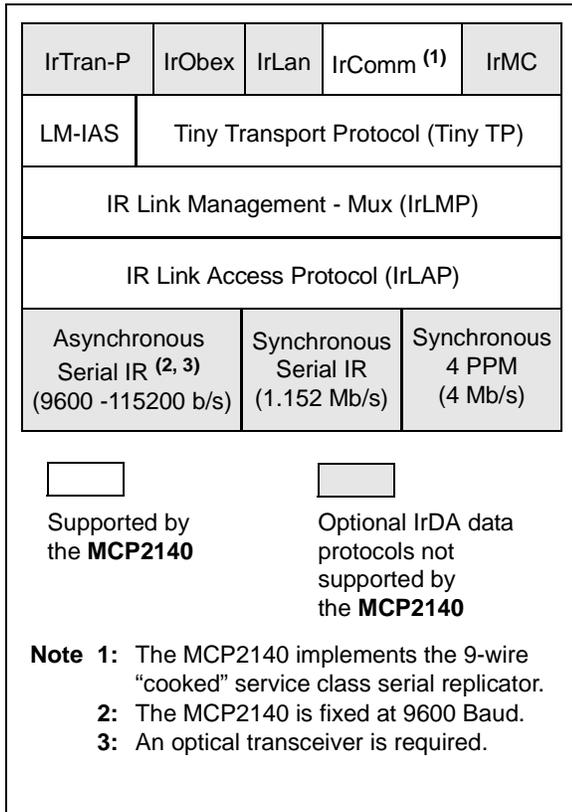 IrTran-P IrObex IrLan IrComm (1) IrMC
LM-IAS Tiny Transport Protocol (Tiny TP)
IR Link Management - Mux (IrLMP)
IR Link Access Protocol (IrLAP)
Asynchronous
Serial IR (2, 3)
(9600 -115200 b/s)
Synchronous
Serial IR
(1.152 Mb/s)
Synchronous
4 PPM
(4 Mb/s)
Supported by
the MCP2140
Optional IrDA data
protocols not
supported by
the MCP2140
Note 1: The MCP2140 implements the 9-wire
“cooked” service class serial replicator.
2: The MCP2140 is fixed at 9600 Baud.
3: An optical transceiver is required.